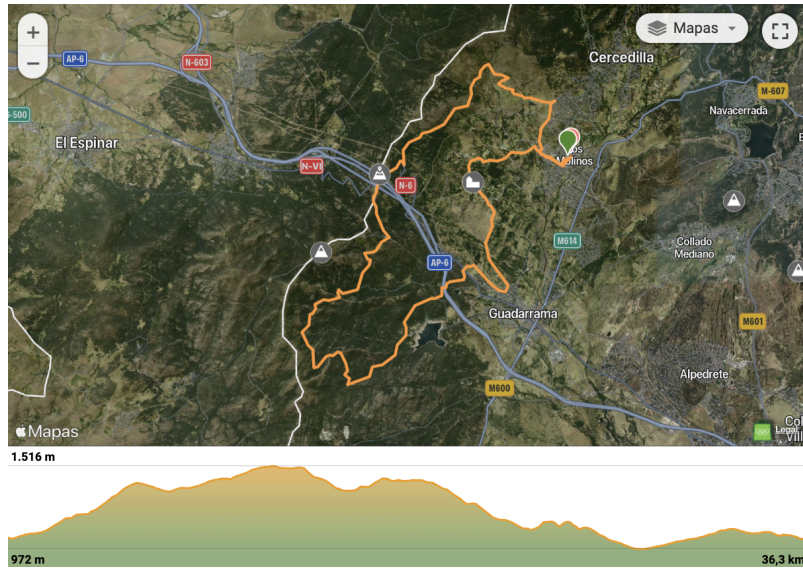 +
−
Mapas
AP-6
N-603
Cercedilla
M-607
Navacerrada
-500
El Espinar
Molinos
N-VI
N-6
M614
Collado
Mediano
AP-6
Guadarrama
M601
Alpedrete
M600
Mapas
Legal
1.516 m
972 m
36,3 km